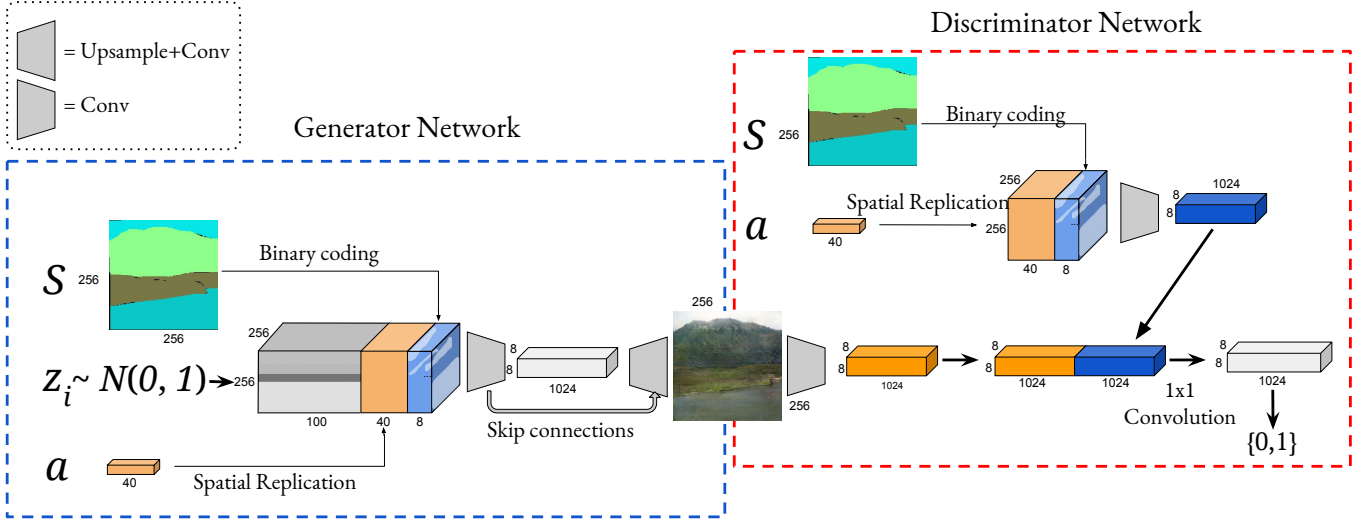 = Upsample+Conv
= Conv
Generator Network
S
256
256
Binary coding
z_i ~ N(0, 1)
256
256
100
40
8
a
40
Spatial Replication
8
8
1024
Skip connections
256
Discriminator Network
S
256
Binary coding
a
40
Spatial Replication
256
256
40
8
8
8
1024
256
8
8
1024
8
8
1024
1024
1x1
Convolution
8
8
1024
{0,1}